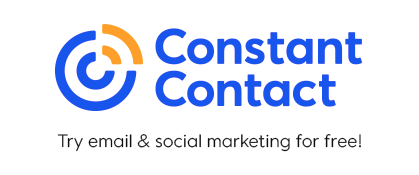 Constant
Contact
Try email & social marketing for free!